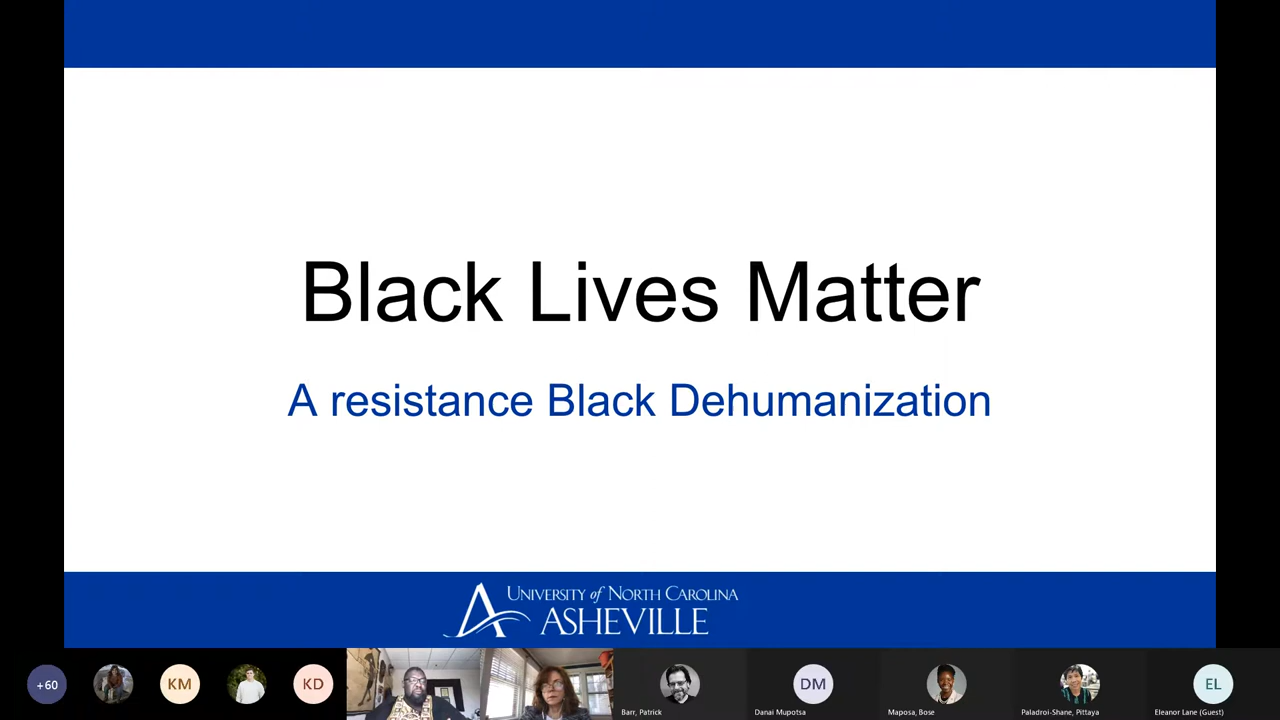 Black Lives Matter
A resistance Black Dehumanization
UNIVERSITY of NORTH CAROLINA
ASHEVILLE
+60
KM
KD
Barr, Patrick
DM
Danai Mupotsa
Maposa, Bose
Paladroi-Shane, Pittaya
EL
Eleanor Lane (Guest)